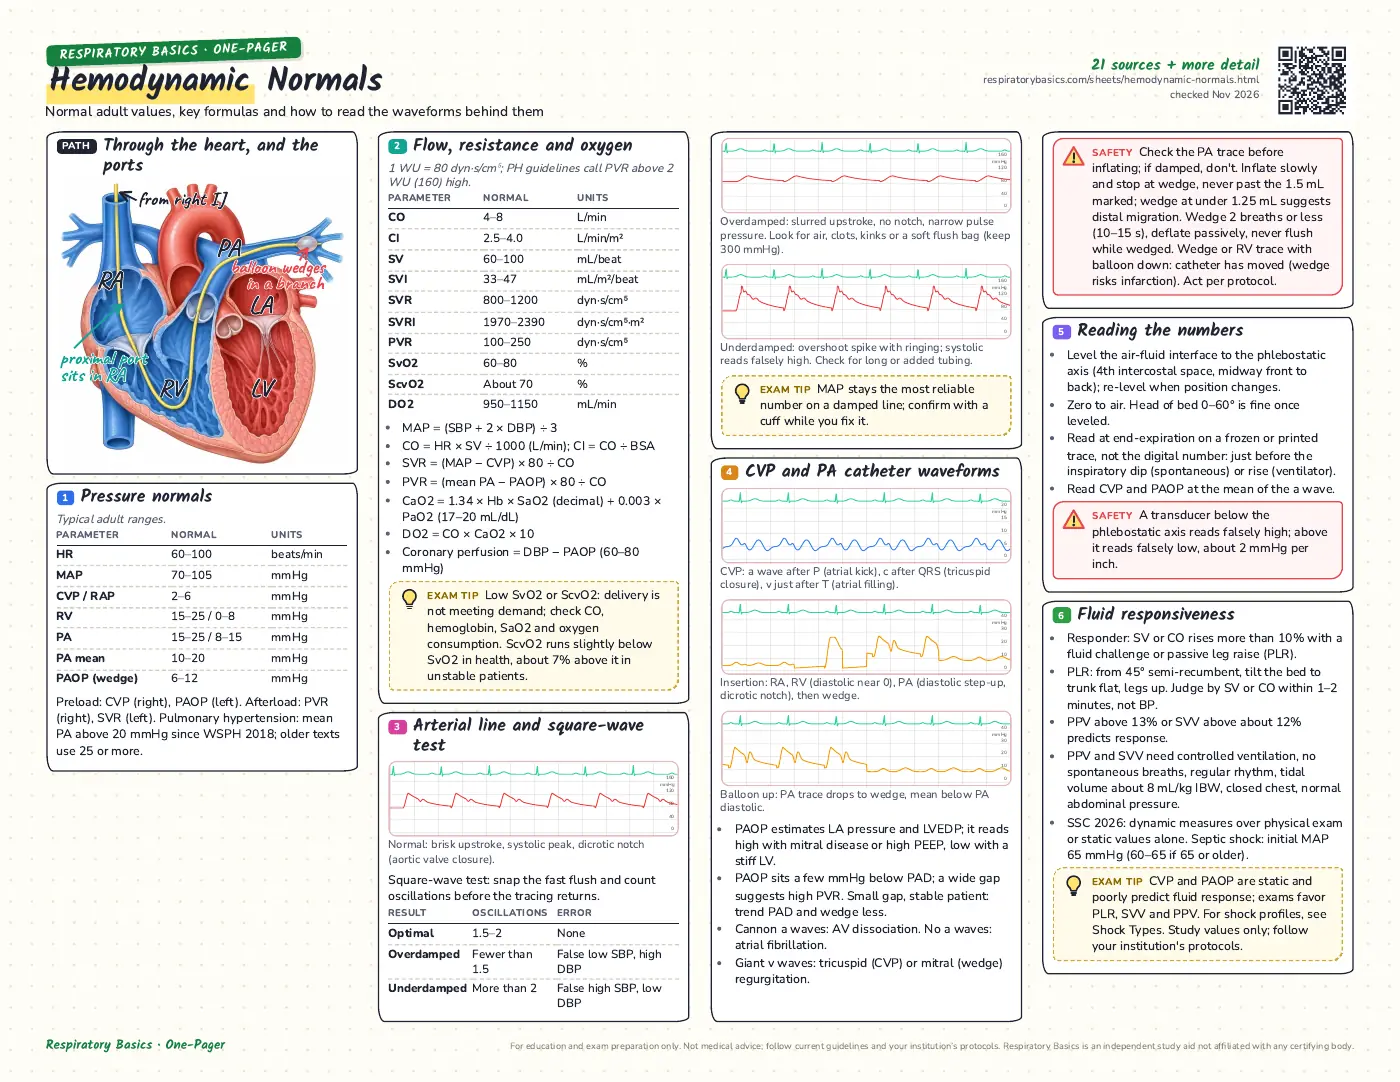 RESPIRATORY BASICS · ONE-PAGER
Hemodynamic Normals
Normal adult values, key formulas and how to read the waveforms behind them
21 sources + more detail
respiratorybasics.com/sheets/hemodynamic-normals.html
checked Nov 2026
PATH Through the heart, and the
ports
from right IJ
PA
balloon wedges
in a branch
RA
LA
proximal port
sits in RA
RV
LV
1 Pressure normals
Typical adult ranges.
PARAMETER NORMAL UNITS
HR 60–100 beats/min
MAP 70–105 mmHg
CVP / RAP 2–6 mmHg
RV 15–25 / 0–8 mmHg
PA 15–25 / 8–15 mmHg
PA mean 10–20 mmHg
PAOP (wedge) 6–12 mmHg
Preload: CVP (right), PAOP (left). Afterload: PVR
(right), SVR (left). Pulmonary hypertension: mean
PA above 20 mmHg since WSPH 2018; older texts
use 25 or more.
2 Flow, resistance and oxygen
1 WU = 80 dyn·s/cm⁵; PH guidelines call PVR above 2
WU (160) high.
PARAMETER NORMAL UNITS
CO 4–8 L/min
CI 2.5–4.0 L/min/m²
SV 60–100 mL/beat
SVI 33–47 mL/m²/beat
SVR 800–1200 dyn·s/cm⁵
SVRI 1970–2390 dyn·s/cm⁵·m²
PVR 100–250 dyn·s/cm⁵
SvO2 60–80 %
ScvO2 About 70 %
DO2 950–1150 mL/min
• MAP = (SBP + 2 × DBP) ÷ 3
• CO = HR × SV ÷ 1000 (L/min); CI = CO ÷ BSA
• SVR = (MAP − CVP) × 80 ÷ CO
• PVR = (mean PA − PAOP) × 80 ÷ CO
• CaO2 = 1.34 × Hb × SaO2 (decimal) + 0.003 ×
PaO2 (17–20 mL/dL)
• DO2 = CO × CaO2 × 10
• Coronary perfusion = DBP − PAOP (60–80
mmHg)
EXAM TIP Low SvO2 or ScvO2: delivery is
not meeting demand; check CO,
hemoglobin, SaO2 and oxygen
consumption. ScvO2 runs slightly below
SvO2 in health, about 7% above it in
unstable patients.
3 Arterial line and square-wave
test
160
mmHg
120
40
0
Normal: brisk upstroke, systolic peak, dicrotic notch
(aortic valve closure).
Square-wave test: snap the fast flush and count
oscillations before the tracing returns.
RESULT OSCILLATIONS ERROR
Optimal 1.5–2 None
Overdamped Fewer than
1.5 False low SBP, high
DBP
Underdamped More than 2 False high SBP, low
DBP
160
mmHg
120
40
0
Overdamped: slurred upstroke, no notch, narrow pulse
pressure. Look for air, clots, kinks or a soft flush bag (keep
300 mmHg).
160
mmHg
120
80
40
0
Underdamped: overshoot spike with ringing; systolic
reads falsely high. Check for long or added tubing.
EXAM TIP MAP stays the most reliable
number on a damped line; confirm with a
cuff while you fix it.
4 CVP and PA catheter waveforms
20
mmHg
15
10
5
0
CVP: a wave after P (atrial kick), c after QRS (tricuspid
closure), v just after T (atrial filling).
40
mmHg
30
20
10
0
Insertion: RA, RV (diastolic near 0), PA (diastolic step-up,
dicrotic notch), then wedge.
40
mmHg
30
20
10
0
Balloon up: PA trace drops to wedge, mean below PA
diastolic.
• PAOP estimates LA pressure and LVEDP; it reads
high with mitral disease or high PEEP, low with a
stiff LV.
• PAOP sits a few mmHg below PAD; a wide gap
suggests high PVR. Small gap, stable patient:
trend PAD and wedge less.
• Cannon a waves: AV dissociation. No a waves:
atrial fibrillation.
• Giant v waves: tricuspid (CVP) or mitral (wedge)
regurgitation.
SAFETY Check the PA trace before
inflating; if damped, don't. Inflate slowly
and stop at wedge, never past the 1.5 mL
marked; wedge at under 1.25 mL suggests
distal migration. Wedge 2 breaths or less
(10–15 s), deflate passively, never flush
while wedged. Wedge or RV trace with
balloon down: catheter has moved (wedge
risks infarction). Act per protocol.
5 Reading the numbers
• Level the air-fluid interface to the phlebostatic
axis (4th intercostal space, midway front to
back); re-level when position changes.
• Zero to air. Head of bed 0–60° is fine once
leveled.
• Read at end-expiration on a frozen or printed
trace, not the digital number: just before the
inspiratory dip (spontaneous) or rise (ventilator).
• Read CVP and PAOP at the mean of the a wave.
SAFETY A transducer below the
phlebostatic axis reads falsely high; above
it reads falsely low, about 2 mmHg per
inch.
6 Fluid responsiveness
• Responder: SV or CO rises more than 10% with a
fluid challenge or passive leg raise (PLR).
• PLR: from 45° semi-recumbent, tilt the bed to
trunk flat, legs up. Judge by SV or CO within 1–2
minutes, not BP.
• PPV above 13% or SVV above about 12%
predicts response.
• PPV and SVV need controlled ventilation, no
spontaneous breaths, regular rhythm, tidal
volume about 8 mL/kg IBW, closed chest, normal
abdominal pressure.
• SSC 2026: dynamic measures over physical exam
or static values alone. Septic shock: initial MAP
65 mmHg (60–65 if 65 or older).
EXAM TIP CVP and PAOP are static and
poorly predict fluid response; exams favor
PLR, SVV and PPV. For shock profiles, see
Shock Types. Study values only; follow
your institution's protocols.
Respiratory Basics · One-Pager
For education and exam preparation only. Not medical advice; follow current guidelines and your institution's protocols. Respiratory Basics is an independent study aid not affiliated with any certifying body.